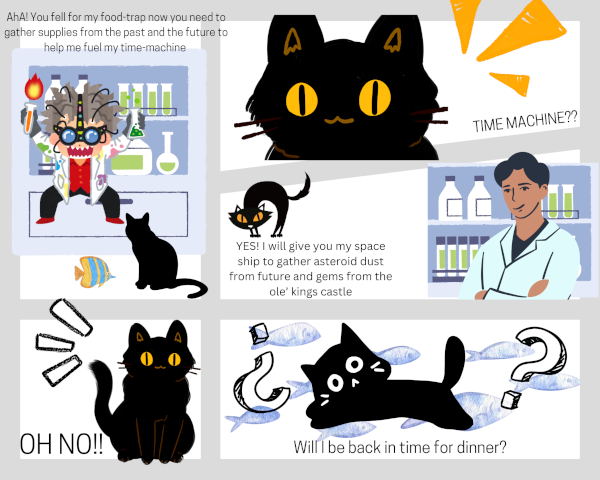 AhA! You fell for my food-trap now you need to
gather supplies from the past and the future to
help me fuel my time-machine
TIME MACHINE??
YES! I will give you my space
ship to gather asteroid dust
from future and gems from the
ole' kings castle
OH NO!!
¿ ?
Will I be back in time for dinner?